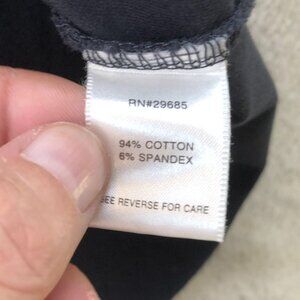 RN#29685
94% COTTON
6% SPANDEX
SEE REVERSE FOR CARE